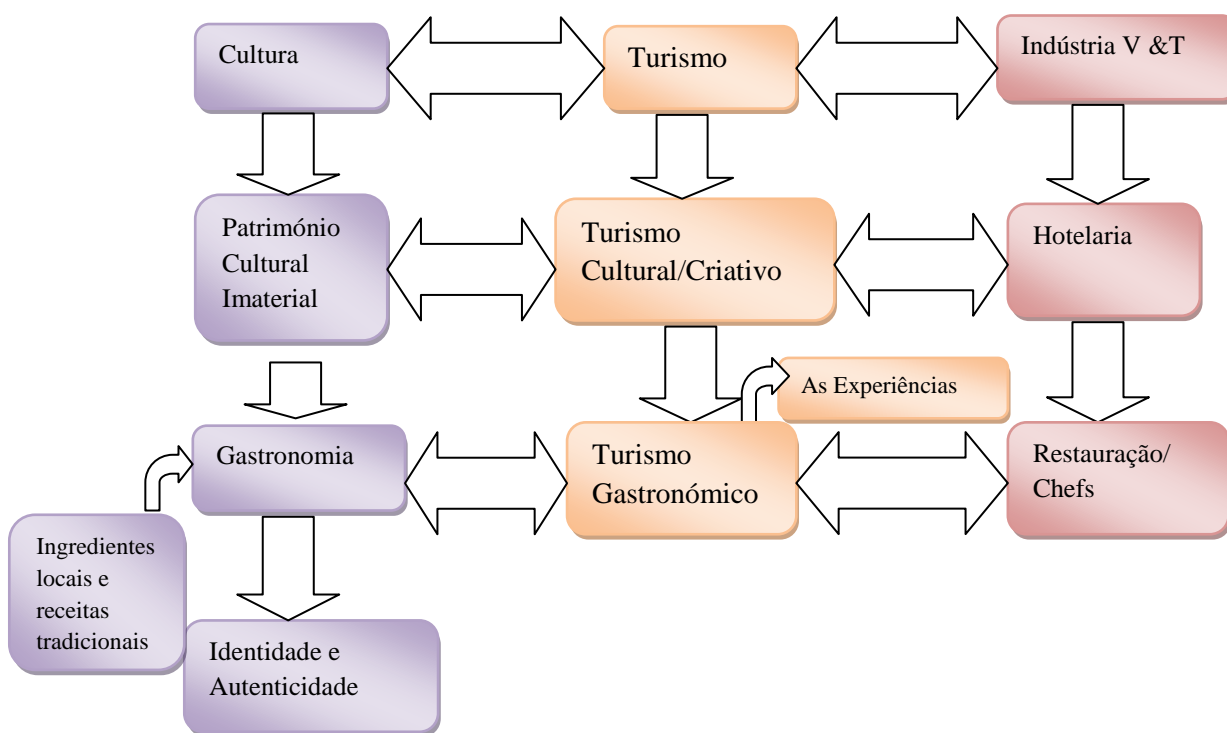 Cultura
Turismo
Indústria V &T
Património
Cultural
Imaterial
Turismo
Cultural/Criativo
Hotelaria
As Experiências
Gastronomia
Turismo
Gastronómico
Restauração/
Chefs
Ingredientes
locais e
receitas
tradicionais
Identidade e
Autenticidade